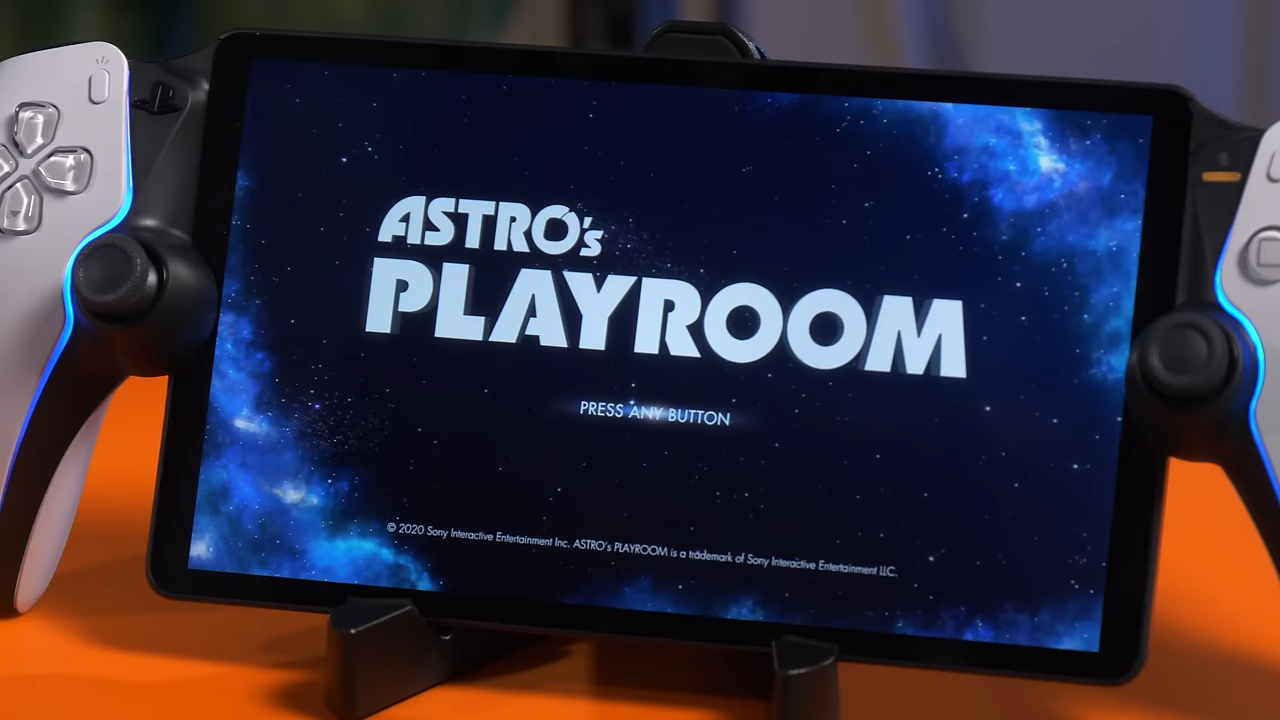 ASTRO's
PLAYROOM
PRESS ANY BUTTON
© 2020 Sony Interactive Entertainment Inc. ASTRO's PLAYROOM is a trademark of Sony Interactive Entertainment LLC.